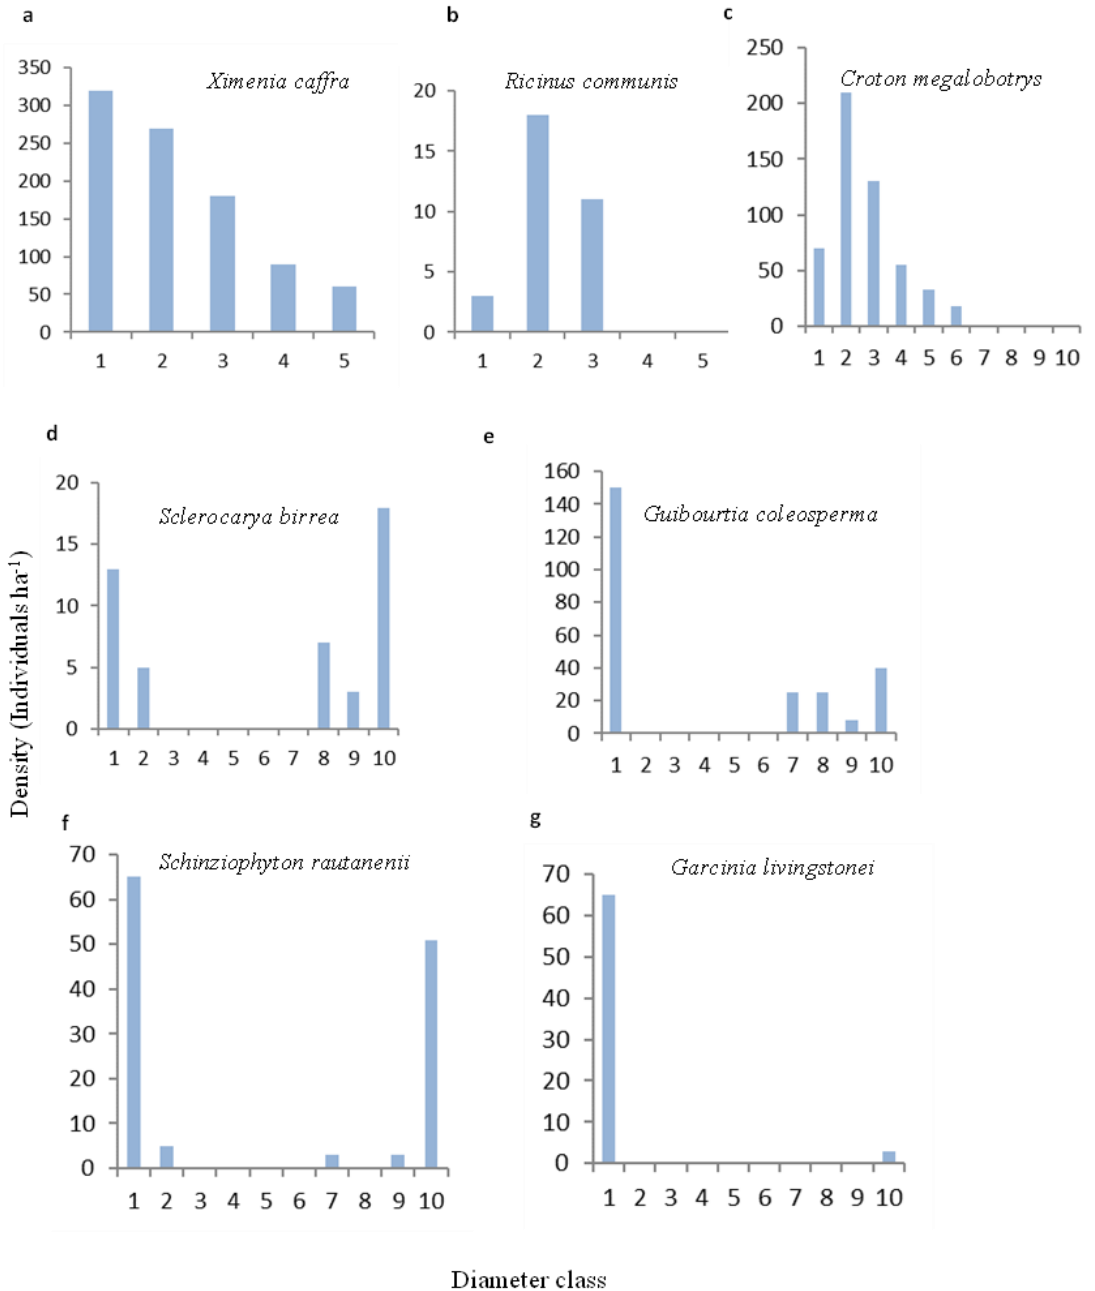 a
350
300
250
200
150
100
50
0
Ximenia caffra
1 2 3 4 5
b
20
15
10
5
0
Ricinus communis
1 2 3 4 5
c
250
200
150
100
50
0
Croton megalobotrys
1 2 3 4 5 6 7 8 9 10
Density (Individuals ha-1)
d
20
15
10
5
0
Sclerocarya birrea
1 2 3 4 5 6 7 8 9 10
e
160
140
120
100
80
60
40
20
0
Guibourtia coleosperma
1 2 3 4 5 6 7 8 9 10
f
70
60
50
40
30
20
10
0
Schinziophyton rautanenii
1 2 3 4 5 6 7 8 9 10
g
70
60
50
40
30
20
10
0
Garcinia livingstonei
1 2 3 4 5 6 7 8 9 10
Diameter class